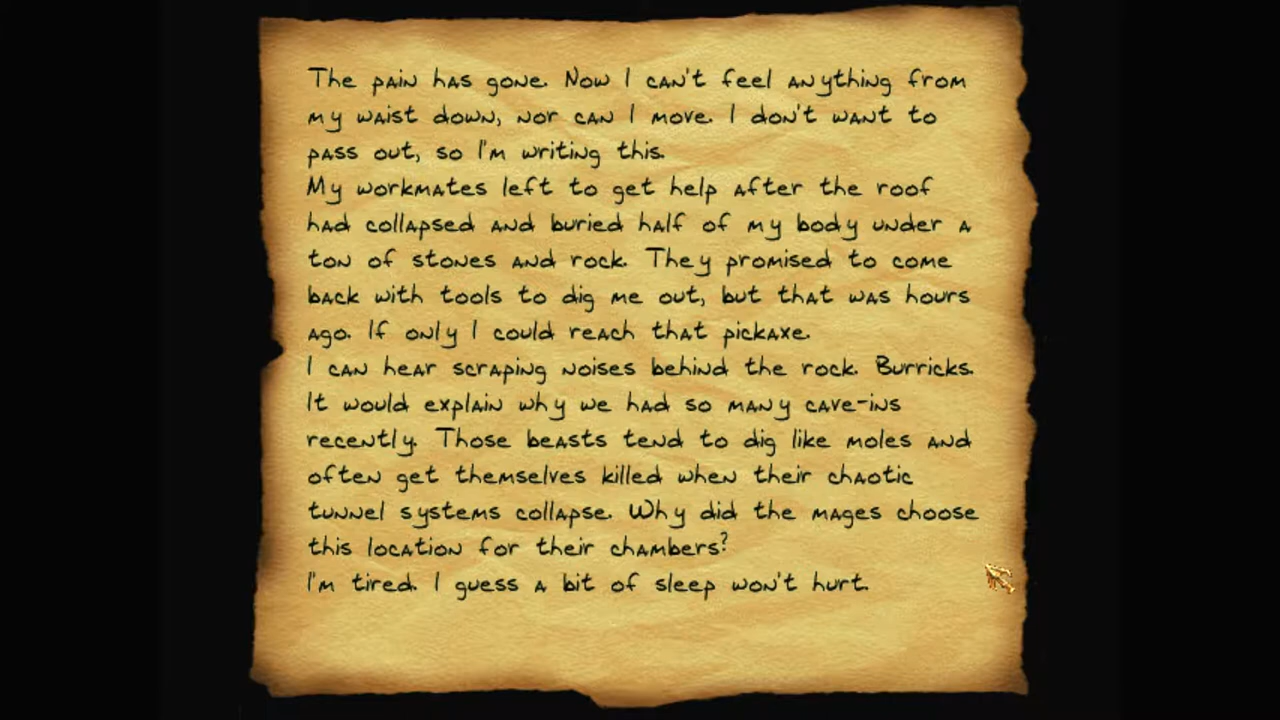 The pain has gone. Now I can't feel anything from
my waist down, nor can I move. I don't want to
pass out, so I'm writing this.
My workmates left to get help after the roof
had collapsed and buried half of my body under a
ton of stones and rock. They promised to come
back with tools to dig me out, but that was hours
ago. If only I could reach that pickaxe.
I can hear scraping noises behind the rock. Burricks.
It would explain why we had so many cave-ins
recently. Those beasts tend to dig like moles and
often get themselves killed when their chaotic
tunnel systems collapse. Why did the mages choose
this location for their chambers?
I'm tired. I guess a bit of sleep won't hurt.